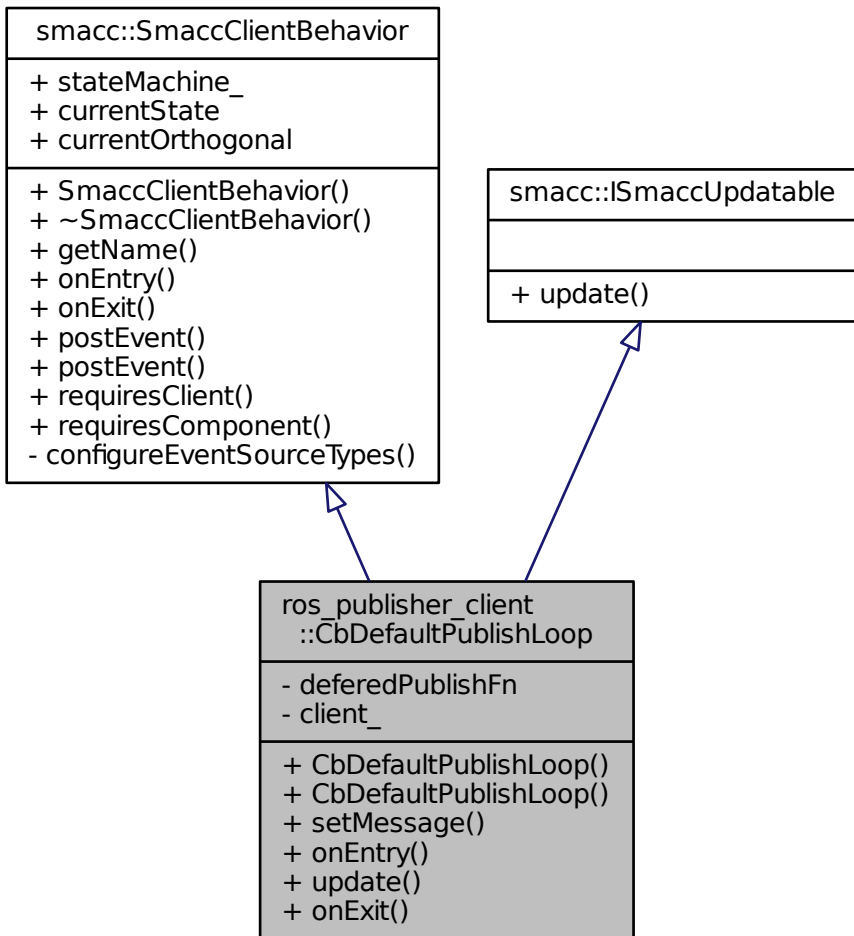 smacc::SmaccClientBehavior
+ stateMachine_
+ currentState
+ currentOrthogonal
+ SmaccClientBehavior()
+ ~SmaccClientBehavior()
+ getName()
+ onEntry()
+ onExit()
+ postEvent()
+ postEvent()
+ requiresClient()
+ requiresComponent()
- configureEventSourceTypes()
smacc::ISmaccUpdatable
+ update()
ros_publisher_client
::CbDefaultPublishLoop
- deferedPublishFn
- client_
+ CbDefaultPublishLoop()
+ CbDefaultPublishLoop()
+ setMessage()
+ onEntry()
+ update()
+ onExit()